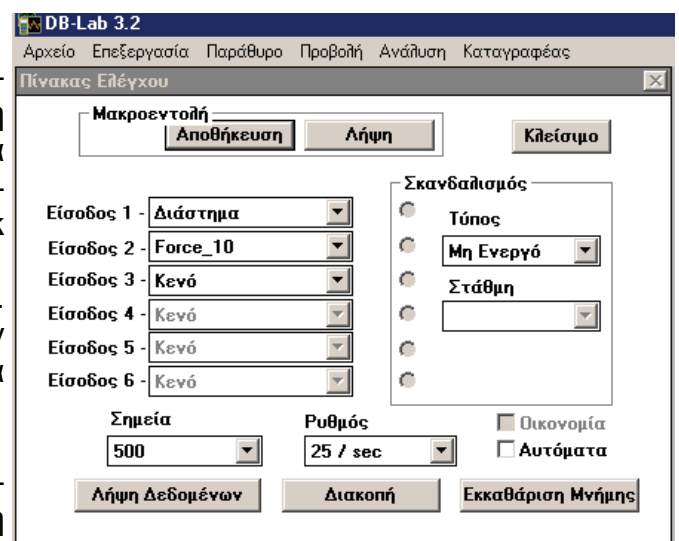 DB-Lab 3.2
Αρχείο Επεξεργασία Παράθυρο Προβολή Ανάλυση Καταγραφέας
Πίνακας Ελέγχου
Μακροεντολή
Αποθήκευση Λήψη Κλείσιμο
Σκανδαλισμός
Είσοδος 1 - Διάστημα Τύπος
Είσοδος 2 - Force_10 Μη Ενεργό
Είσοδος 3 - Κενό Στάθμη
Είσοδος 4 - Κενό
Είσοδος 5 - Κενό
Είσοδος 6 - Κενό
Σημεία Ρυθμός Οικονομία
500 25 / sec Αυτόματα
Λήψη Δεδομένων Διακοπή Εκκαθάριση Μνήμης